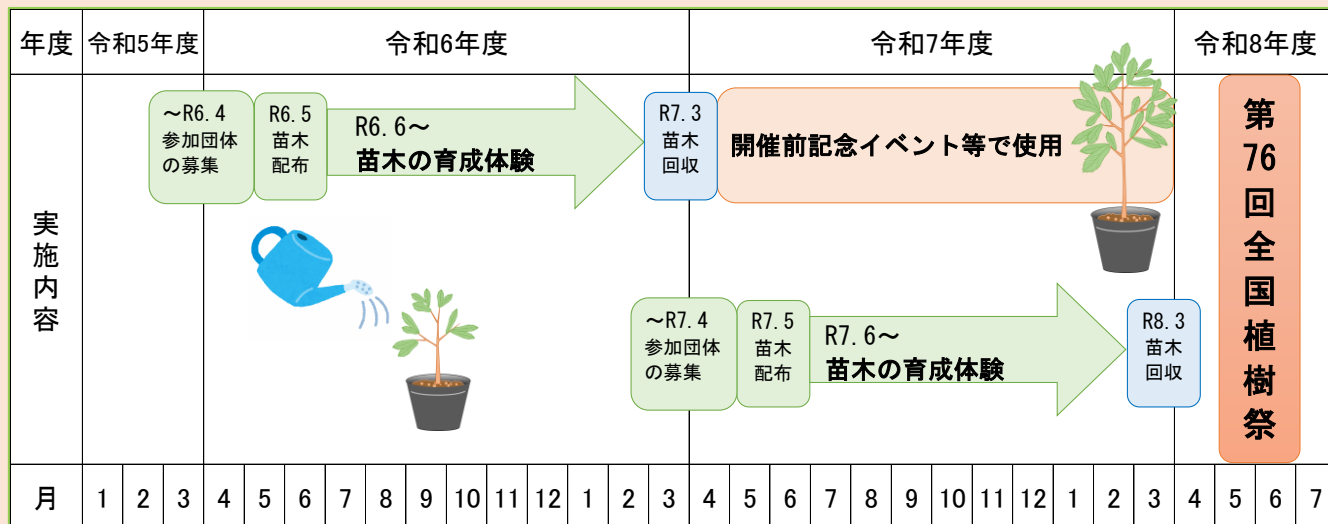 年度 令和5年度 令和6年度 令和7年度 令和8年度
実施内容
～R6.4
参加団体
の募集
R6.5
苗木
配布
R6.6～
苗木の育成体験
R7.3
苗木
回収
開催前記念イベント等で使用
～R7.4
参加団体
の募集
R7.5
苗木
配布
R7.6～
苗木の育成体験
R8.3
苗木
回収
第76回全国植樹祭
月 1 2 3 4 5 6 7 8 9 10 11 12 1 2 3 4 5 6 7 8 9 10 11 12 1 2 3 4 5 6 7